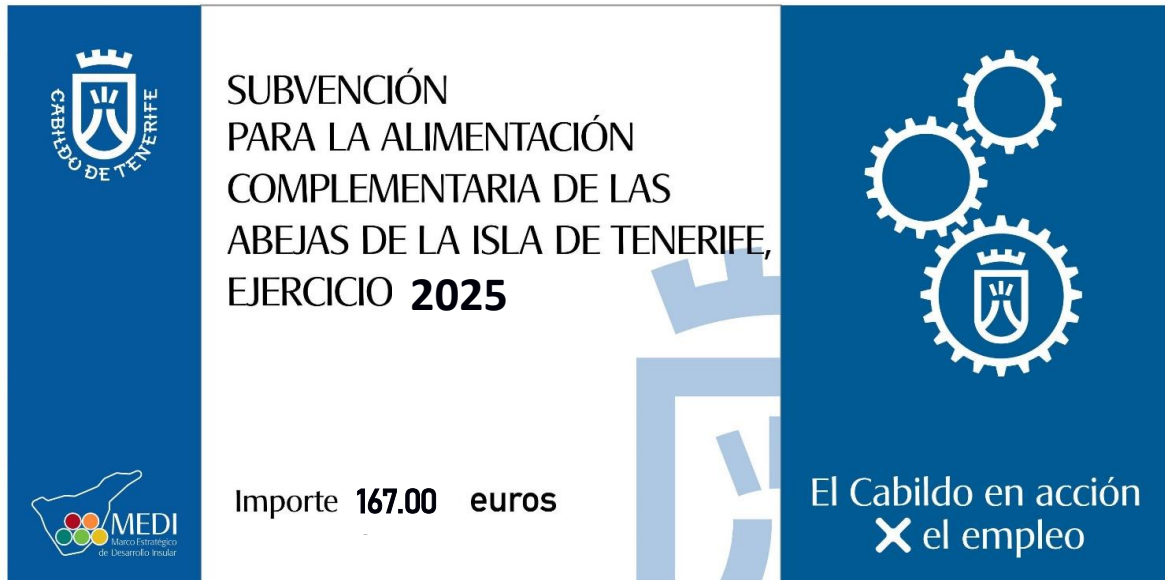 CABILDO DE TENERIFE
SUBVENCIÓN
PARA LA ALIMENTACIÓN
COMPLEMENTARIA DE LAS
ABEJAS DE LA ISLA DE TENERIFE,
EJERCICIO 2025
Importe 167.00 euros
MEDI
Marco Estratégico
de Desarrollo Insular
El Cabildo en acción
X el empleo